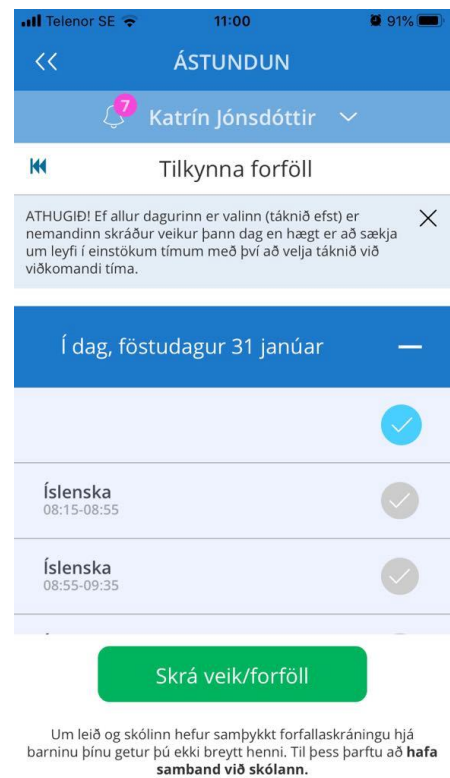 Telenor SE 11:00 91%
ÁSTUNDUN
7 Katrín Jónsdóttir
Tilkynna forföll
ATHUGIÐ! Ef allur dagurinn er valinn (táknið efst) er
nemandinn skráður veikur þann dag en hægt er að sækja
um leyfi í einstökum tímum með því að velja táknið við
viðkomandi tíma.
Í dag, föstudagur 31 janúar
Íslenska
08:15-08:55
Íslenska
08:55-09:35
Skrá veik/forföll
Um leið og skólinn hefur samþykkt forfallaskráningu hjá
barninu þínu getur þú ekki breytt henni. Til þess þarftu að hafa
samband við skólann.